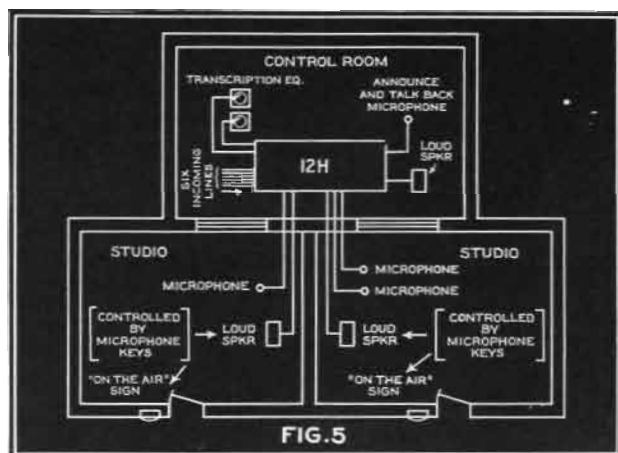 CONTROL ROOM
TRANSCRIPTION EQ.
ANNOUNCE
AND TALK BACK
MICROPHONE
LOUD
SPKR
12H
SIX
INCOMING
LINES
STUDIO
MICROPHONE
[CONTROLLED
BY
MICROPHONE
KEYS]
LOUD
SPKR
"ON THE AIR"
SIGN
STUDIO
MICROPHONE
MICROPHONE
LOUD
SPKR
[CONTROLLED
BY
MICROPHONE
KEYS]
"ON THE AIR"
SIGN
FIG.5